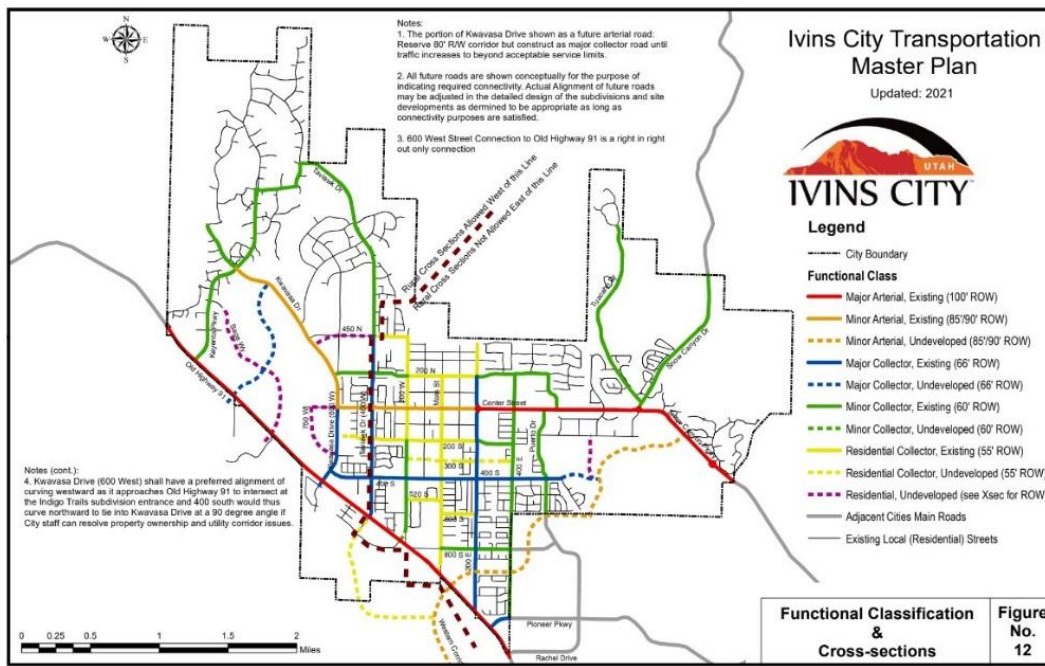 Notes:
1. The portion of Kwavasa Drive shown as a future arterial road:
Reserve 80' R/W corridor but construct as major collector road until
traffic increases to beyond acceptable service limits.
2. All future roads are shown conceptually for the purpose of
indicating required connectivity. Actual Alignment of future roads
may be adjusted in the detailed design of the subdivisions and site
developments as dermined to be appropriate as long as
connectivity purposes are satisfied.
3. 600 West Street Connection to Old Highway 91 is a right in right
out only connection
Ivins City Transportation
Master Plan
Updated: 2021
UTAH
IVINS CITY
Legend
City Boundary
Functional Class
Major Arterial, Existing (100' ROW)
Minor Arterial, Existing (85'/90' ROW)
Minor Arterial, Undeveloped (85'/90' ROW)
Major Collector, Existing (66' ROW)
Major Collector, Undeveloped (66' ROW)
Minor Collector, Existing (60' ROW)
Minor Collector, Undeveloped (60' ROW)
Residential Collector, Existing (55' ROW)
Residential Collector, Undeveloped (55' ROW)
Residential, Undeveloped (see Xsec for ROW
Adjacent Cities Main Roads
Existing Local (Residential) Streets
N
W
E
S
Rural Cross Sections Allowed West of this Line
Rural Cross Sections Not Allowed East of this Line
Taviawk Dr
Kwavasa Dr
Old Highway 91
450 N
200 N
Main St
Center Street
Snow Canyon Dr
200 S
300 S
400 S
400 E
200 E
800 S
Pioneer Pkwy
Rachel Drive
Notes (cont.):
4. Kwavasa Drive (600 West) shall have a preferred alignment of
curving westward as it approaches Old Highway 91 to intersect at
the Indigo Trails subdivision entrance and 400 south would thus
curve northward to tie into Kwavasa Drive at a 90 degree angle if
City staff can resolve property ownership and utility corridor issues.
0 0.25 0.5 1 1.5 2
Miles
Functional Classification
&
Cross-sections
Figure
No.
12